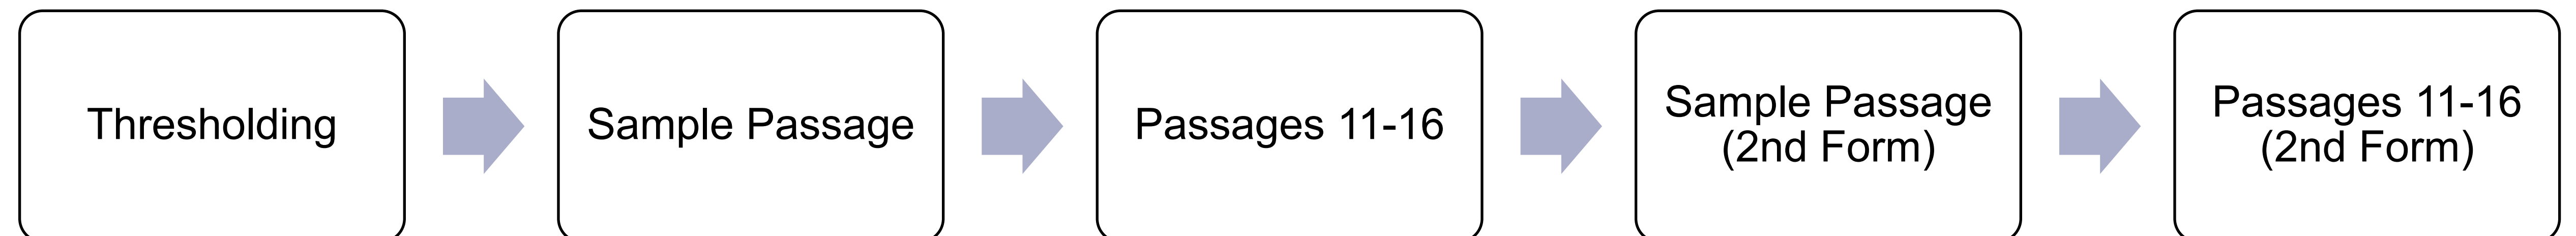 Thresholding
Sample Passage
Passages 11-16
Sample Passage
(2nd Form)
Passages 11-16
(2nd Form)